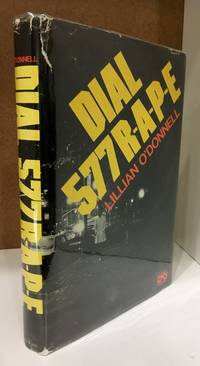 O'DONNELL
DIAL 577 R-A-P-E
DIAL
577 R-A-P-E
LILLIAN O'DONNELL